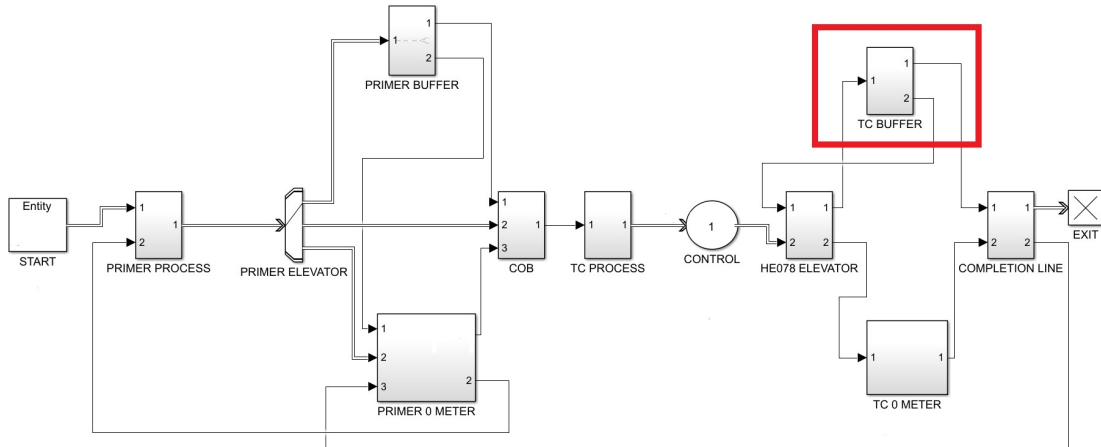 1
1
2
PRIMER BUFFER
1
1
2
TC BUFFER
Entity
START
1
2
1
PRIMER PROCESS
PRIMER ELEVATOR
1
2
3
1
COB
1
TC PROCESS
1
CONTROL
1
2
1
2
HE078 ELEVATOR
1
2
1
2
COMPLETION LINE
EXIT
1
2
3
2
PRIMER 0 METER
1
1
TC 0 METER